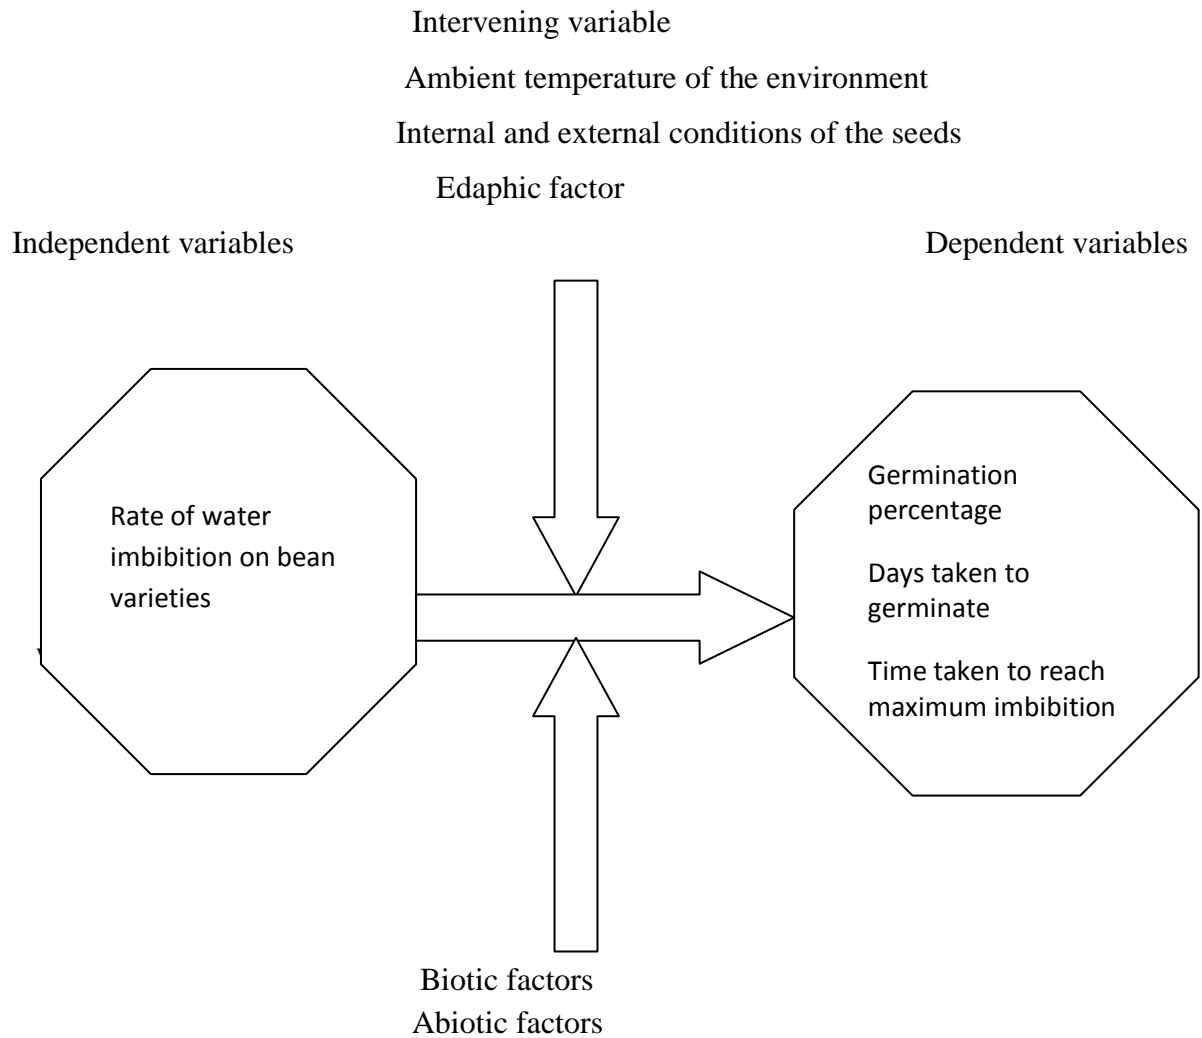 Intervening variable
Ambient temperature of the environment
Internal and external conditions of the seeds
Edaphic factor
Independent variables
Dependent variables
Rate of water
imbibition on bean
varieties
Germination
percentage
Days taken to
germinate
Time taken to reach
maximum imbibition
Biotic factors
Abiotic factors